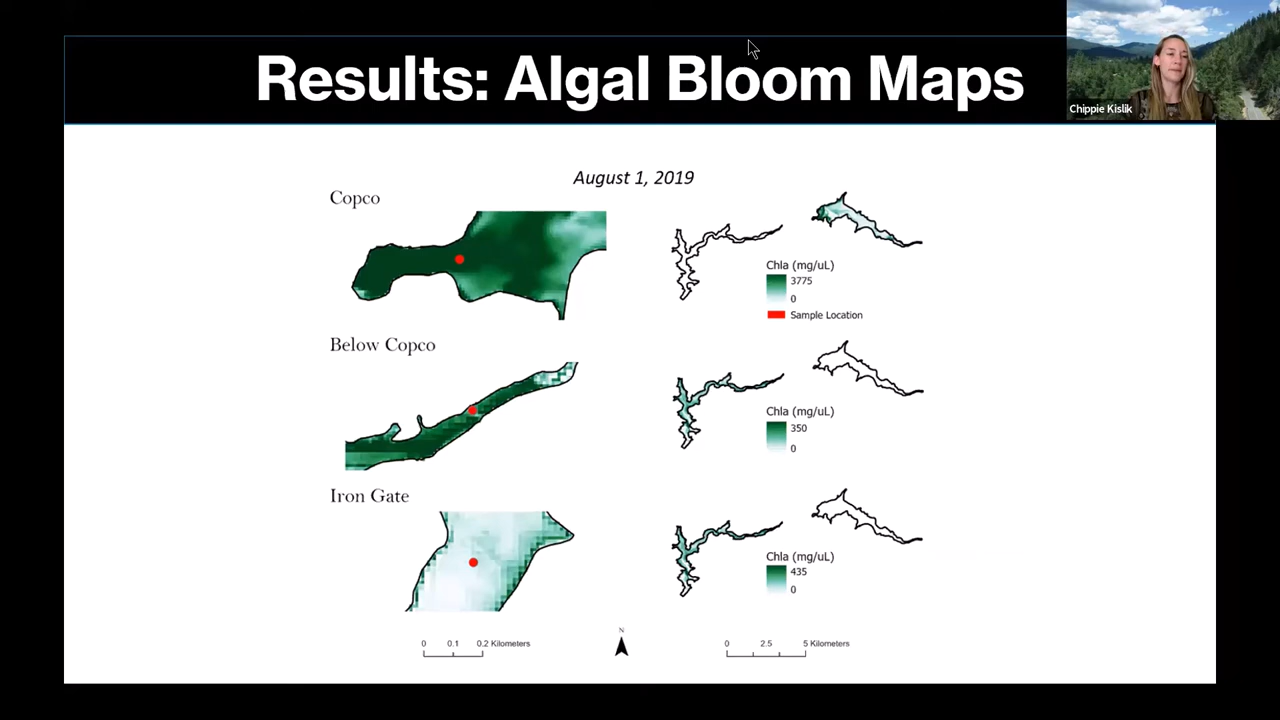 Results: Algal Bloom Maps
Chippie Kislik
August 1, 2019
Copco
Chla (mg/uL)
3775
0
Sample Location
Below Copco
Chla (mg/uL)
350
0
Iron Gate
Chla (mg/uL)
435
0
N
0 0.1 0.2 Kilometers
0 2.5 5 Kilometers